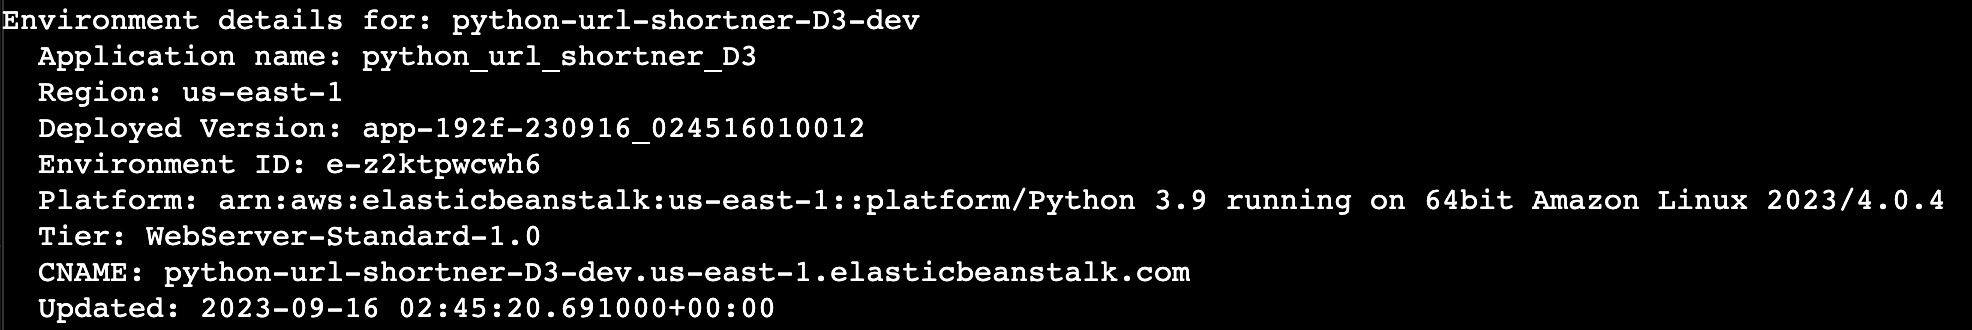 Environment details for: python-url-shortner-D3-dev
Application name: python_url_shortner_D3
Region: us-east-1
Deployed Version: app-192f-230916_024516010012
Environment ID: e-z2ktpwcwh6
Platform: arn:aws:elasticbeanstalk:us-east-1::platform/Python 3.9 running on 64bit Amazon Linux 2023/4.0.4
Tier: WebServer-Standard-1.0
CNAME: python-url-shortner-D3-dev.us-east-1.elasticbeanstalk.com
Updated: 2023-09-16 02:45:20.691000+00:00